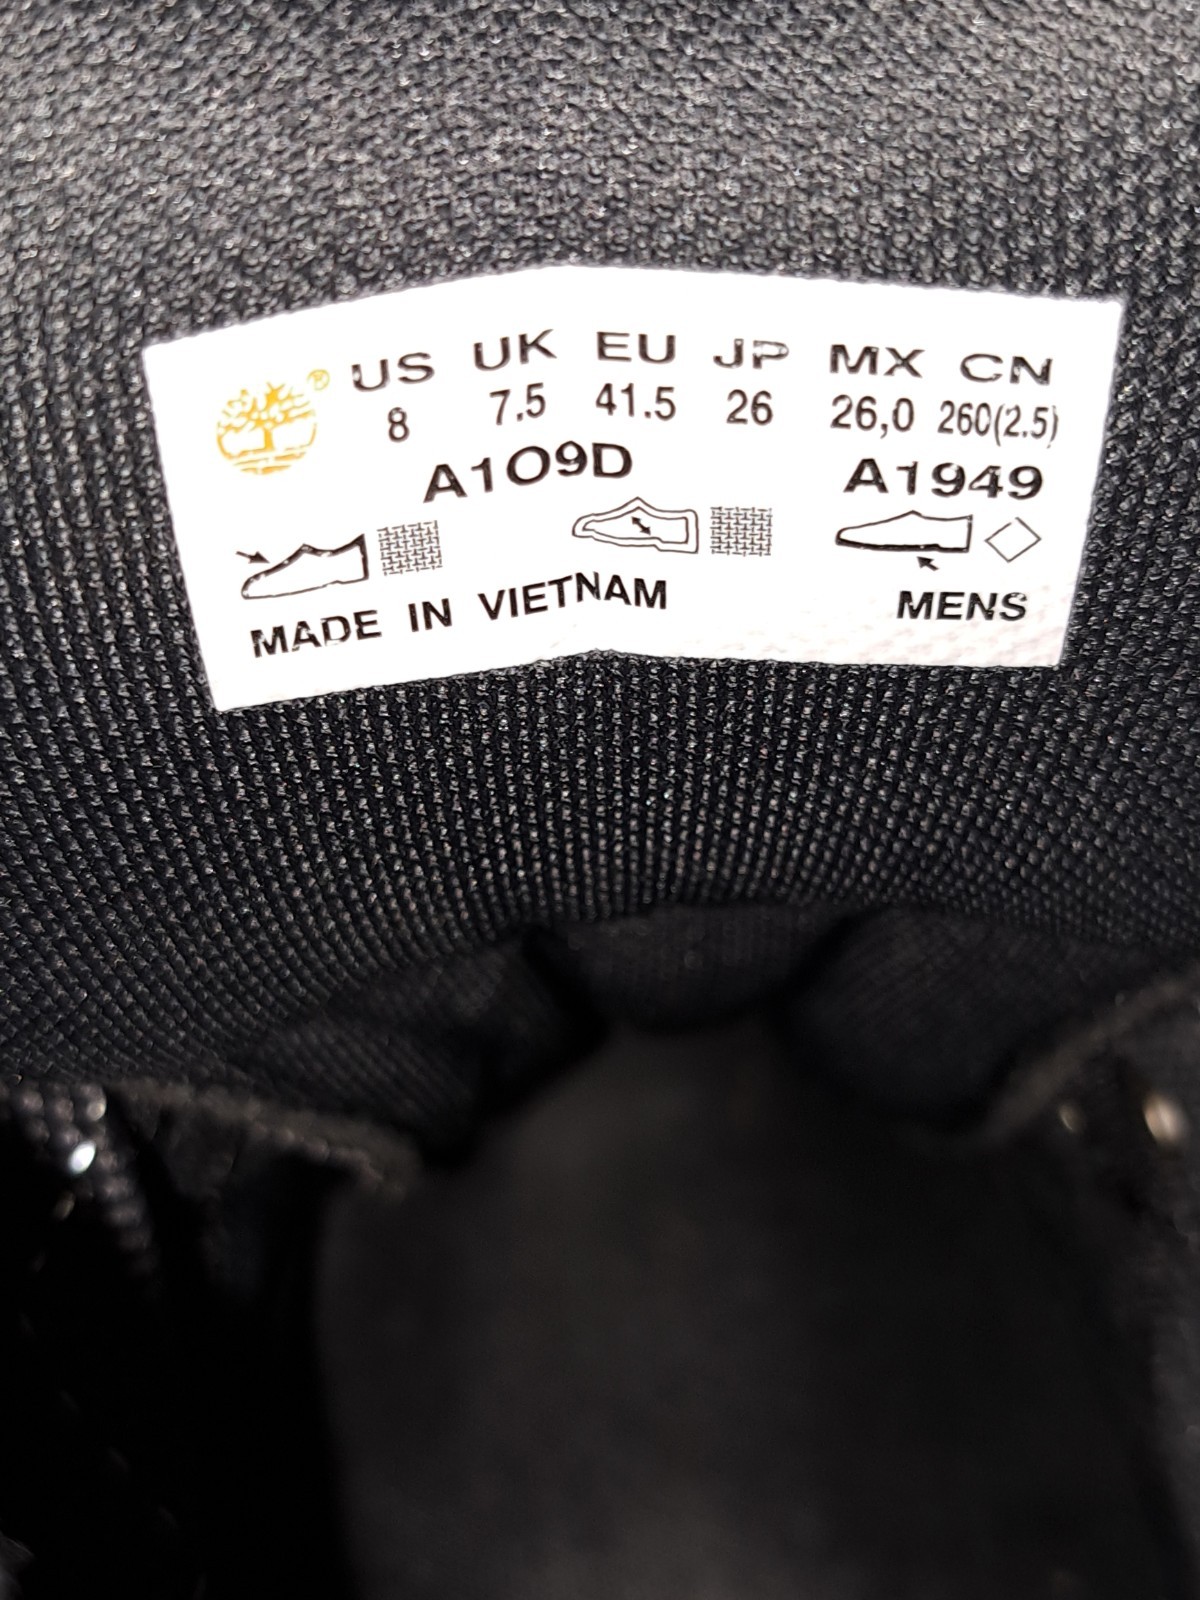 US UK EU JP MX CN
8 7.5 41.5 26 26,0 260(2.5)
A1O9D A1949
MADE IN VIETNAM MENS